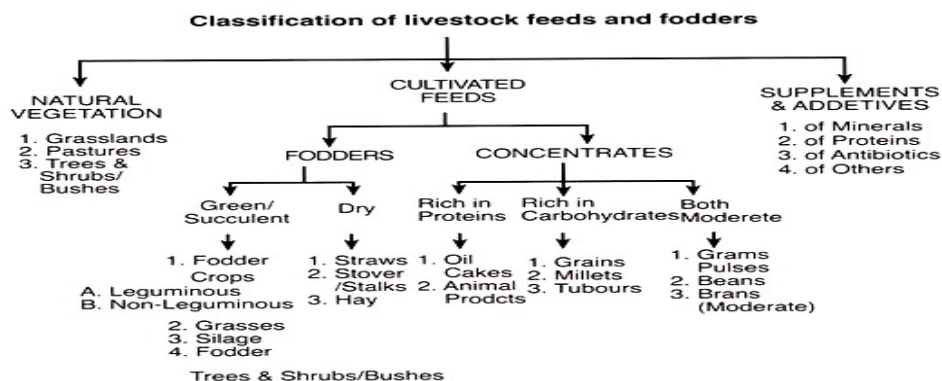 Classification of livestock feeds and fodders
NATURAL
VEGETATION
1. Grasslands
2. Pastures
3. Trees &
Shrubs/
Bushes
CULTIVATED
FEEDS
SUPPLEMENTS
& ADDETIVES
1. of Minerals
2. of Proteins
3. of Antibiotics
4. of Others
FODDERS
CONCENTRATES
Green/
Succulent
Dry
Rich in
Proteins
Rich in
Carbohydrates
Both
Moderete
1. Fodder
Crops
A. Leguminous
B. Non-Leguminous
2. Grasses
3. Silage
4. Fodder
Trees & Shrubs/Bushes
1. Straws
2. Stover
/Stalks
3. Hay
1. Oil
Cakes
2. Animal
Prodcts
1. Grains
2. Millets
3. Tubours
1. Grams
Pulses
2. Beans
3. Brans
(Moderate)